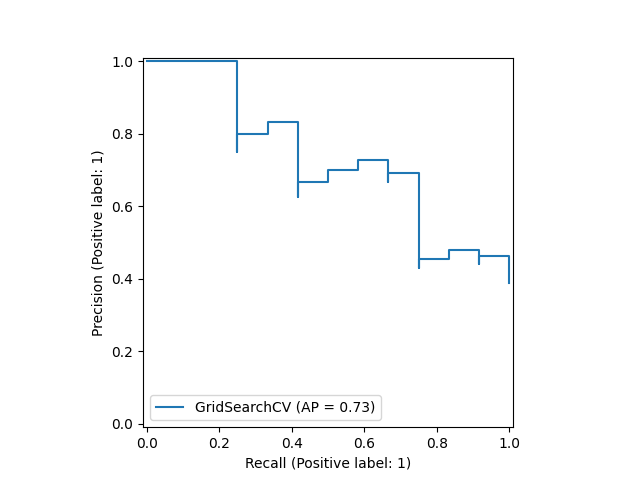 1.0
0.8
0.6
0.4
0.2
0.0
Precision (Positive label: 1)
GridSearchCV (AP = 0.73)
0.0 0.2 0.4 0.6 0.8 1.0
Recall (Positive label: 1)